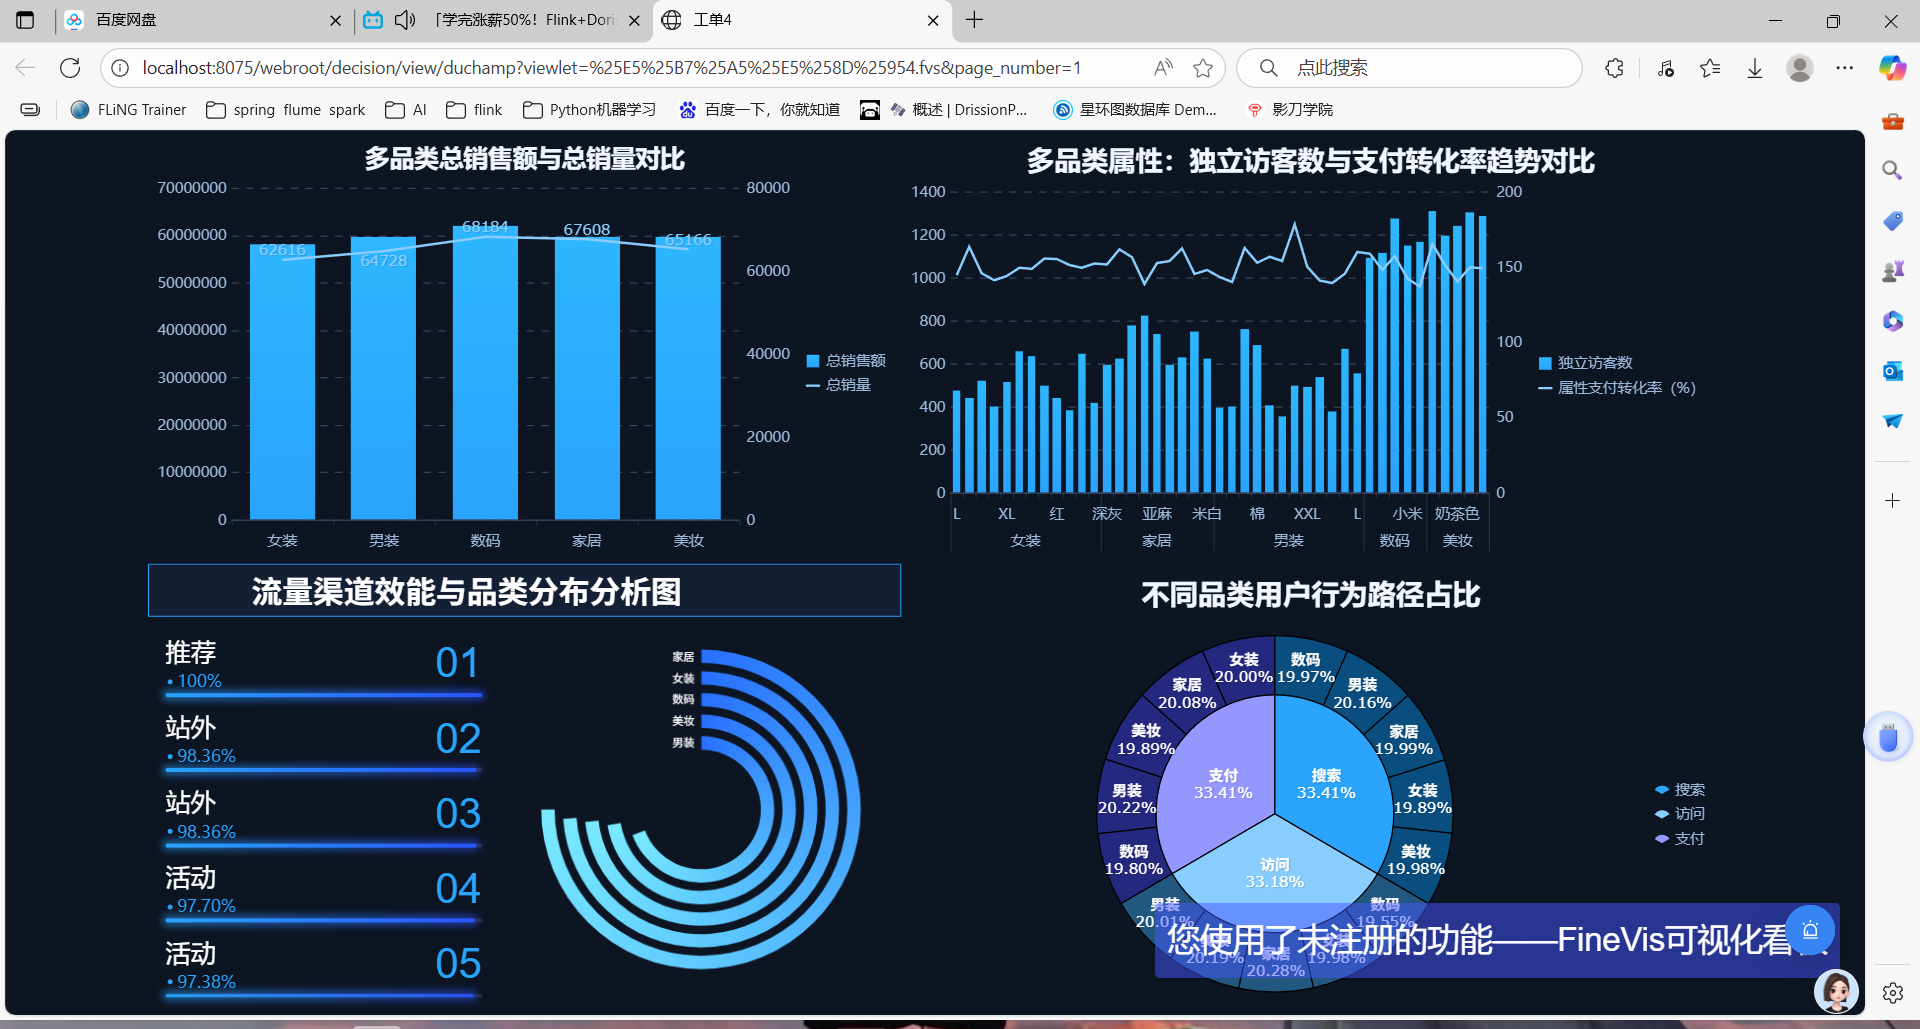 百度网盘
「学完涨薪50%！Flink+Doris
工单4
localhost:8075/webroot/decision/view/duchamp?viewlet=%25E5%25B7%25A5%25E5%258D%25954.fvs&page_number=1
点此搜索
FLiNG Trainer
spring flume spark
AI
flink
Python机器学习
百度一下，你就知道
概述 | DrissionP...
星环图数据库 Dem...
影刀学院
多品类总销售额与总销量对比
70000000
60000000
50000000
40000000
30000000
20000000
10000000
0
80000
60000
40000
20000
0
62616
64728
68184
67608
65166
女装
男装
数码
家居
美妆
总销售额
总销量
多品类属性：独立访客数与支付转化率趋势对比
1400
1200
1000
800
600
400
200
0
200
150
100
50
0
L
XL
红
深灰
亚麻
米白
棉
XXL
L
小米
奶茶色
女装
家居
男装
数码
美妆
独立访客数
属性支付转化率（%）
流量渠道效能与品类分布分析图
推荐
100%
01
站外
98.36%
02
站外
98.36%
03
活动
97.70%
04
活动
97.38%
05
家居
女装
数码
美妆
男装
不同品类用户行为路径占比
女装
20.00%
数码
19.97%
家居
20.08%
男装
20.16%
美妆
19.89%
家居
19.99%
男装
20.22%
女装
19.89%
数码
19.80%
美妆
19.98%
支付
33.41%
搜索
33.41%
访问
33.18%
男装
20.01%
数码
19.55%
20.19%
家居
20.28%
19.98%
搜索
访问
支付
您使用了未注册的功能——FineVis可视化看